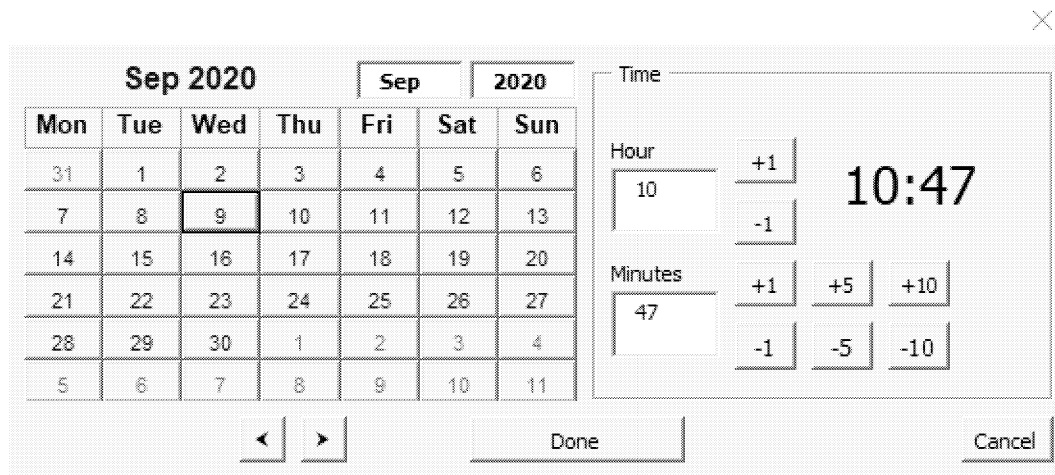 Sep 2020 Sep 2020
Mon Tue Wed Thu Fri Sat Sun
31 1 2 3 4 5 6
7 8 9 10 11 12 13
14 15 16 17 18 19 20
21 22 23 24 25 26 27
28 29 30 1 2 3 4
5 6 7 8 9 10 11
Time
Hour
10
+1
-1
10:47
Minutes
47
+1 +5 +10
-1 -5 -10
Done
Cancel